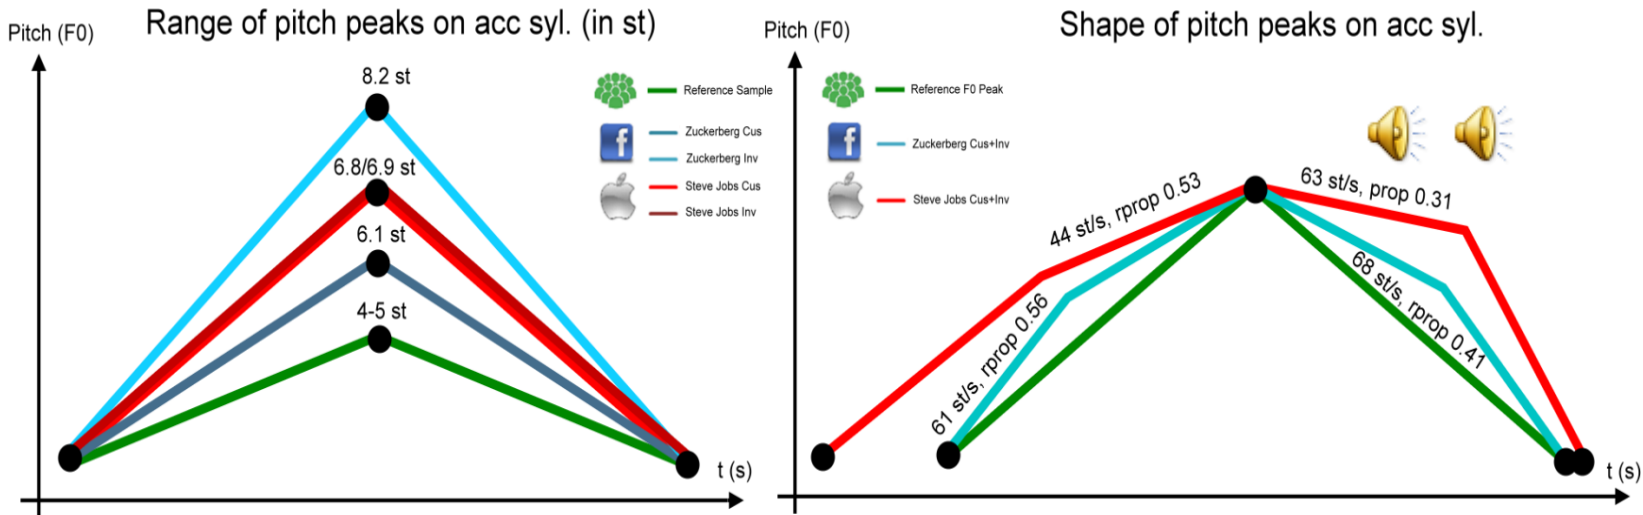 Range of pitch peaks on acc syl. (in st)
Pitch (F0)
8.2 st
6.8/6.9 st
6.1 st
4-5 st
t (s)
Reference Sample
Zuckerberg Cus
Zuckerberg Inv
Steve Jobs Cus
Steve Jobs Inv
f
Shape of pitch peaks on acc syl.
Pitch (F0)
Reference F0 Peak
Zuckerberg Cus+Inv
Steve Jobs Cus+Inv
f
44 st/s, rprop 0.53
63 st/s, prop 0.31
61 st/s, rprop 0.56
68 st/s, rprop 0.41
t (s)